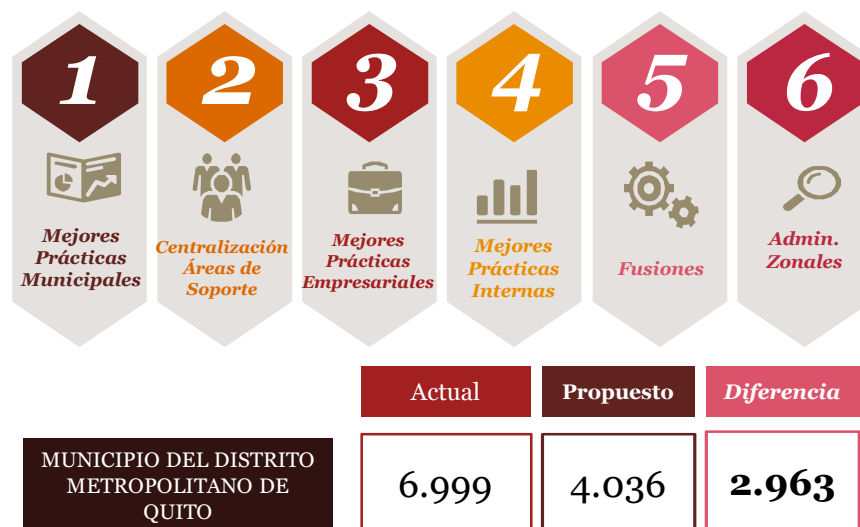 1
2
3
4
5
6
Mejores
Prácticas
Municipales
Centralización
Áreas de
Soporte
Mejores
Prácticas
Empresariales
Mejores
Prácticas
Internas
Fusiones
Admin.
Zonales
Actual
Propuesto
Diferencia
MUNICIPIO DEL DISTRITO
METROPOLITANO DE
QUITO
6.999
4.036
2.963